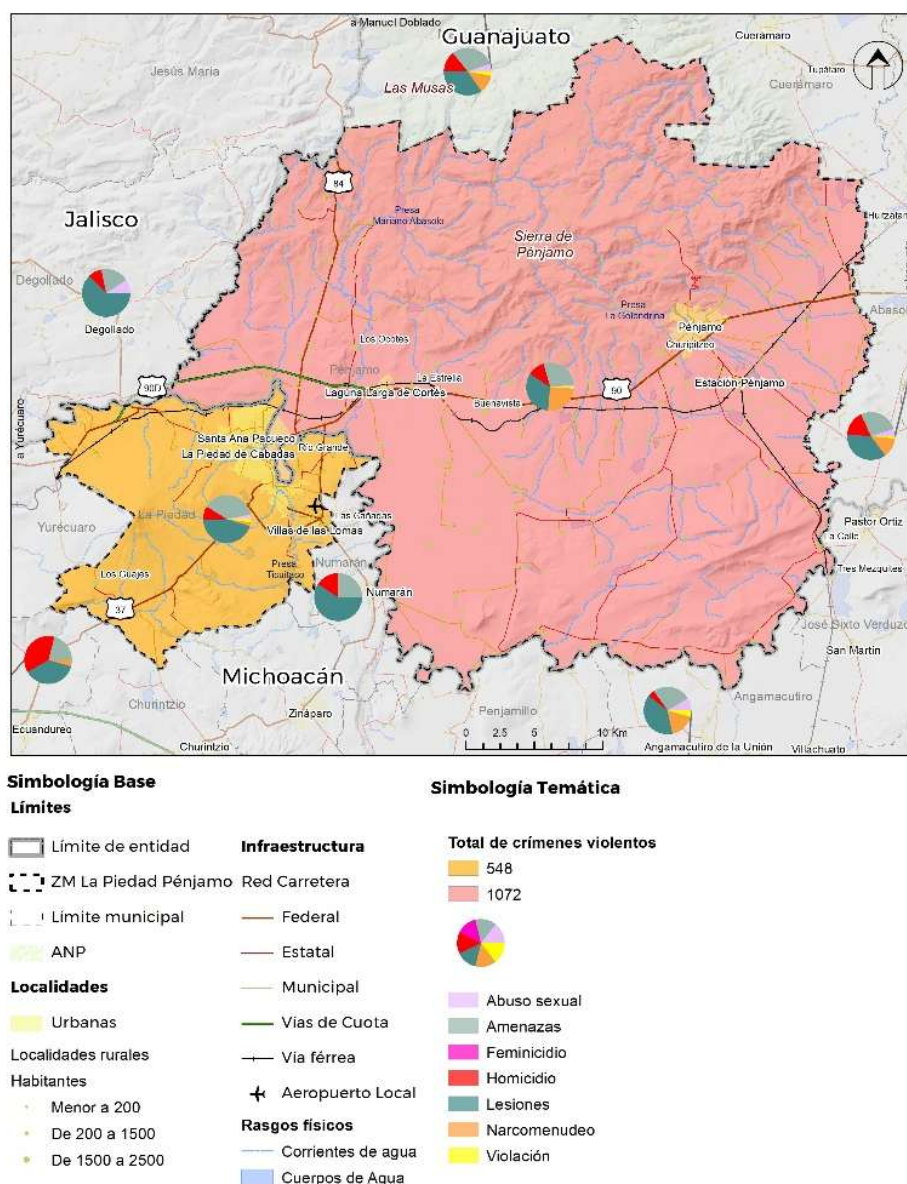 a Manuel Doblado
Guanajuato
Cuerámaro
Jesús María
Tupátaro
Las Musas
Cuerámaro
84
Jalisco
Presa
Mariano Abasolo
Sierra de
Pénjamo
Degollado
Presa
La Golondrina
Abaso
Degollado
Pénjamo
Churipitzeo
Los Ocotes
Pénjamo
La Estrella
Estación Pénjamo
90D
Laguna Larga de Cortés
90
Buenavista
a Yurécuaro
Santa Ana Pacueco
Río Grande
La Piedad de Cabadas
La Piedad
Las Cañadas
Pastor Ortiz
Yurécuaro
Villas de las Lomas
a Calle
Presa
Tres Mezquites
Los Guajes
Numarán
Numarán
37
José Sixto Verduzco
San Martín
Michoacán
Churintzio
Penjamillo
Angamacutiro
Zináparo
Ecuandureo
0 2.5 5 10 Km
Churintzio
Angamacutiro de la Unión
Villachuato
Simbología Base
Límites
Límite de entidad
ZM La Piedad Pénjamo
Límite municipal
ANP
Localidades
Urbanas
Localidades rurales
Habitantes
Menor a 200
De 200 a 1500
De 1500 a 2500
Infraestructura
Red Carretera
Federal
Estatal
Municipal
Vías de Cuota
Vía férrea
Aeropuerto Local
Rasgos físicos
Corrientes de agua
Cuerpos de Agua
Simbología Temática
Total de crímenes violentos
548
1072
Abuso sexual
Amenazas
Feminicidio
Homicidio
Lesiones
Narcomenudeo
Violación